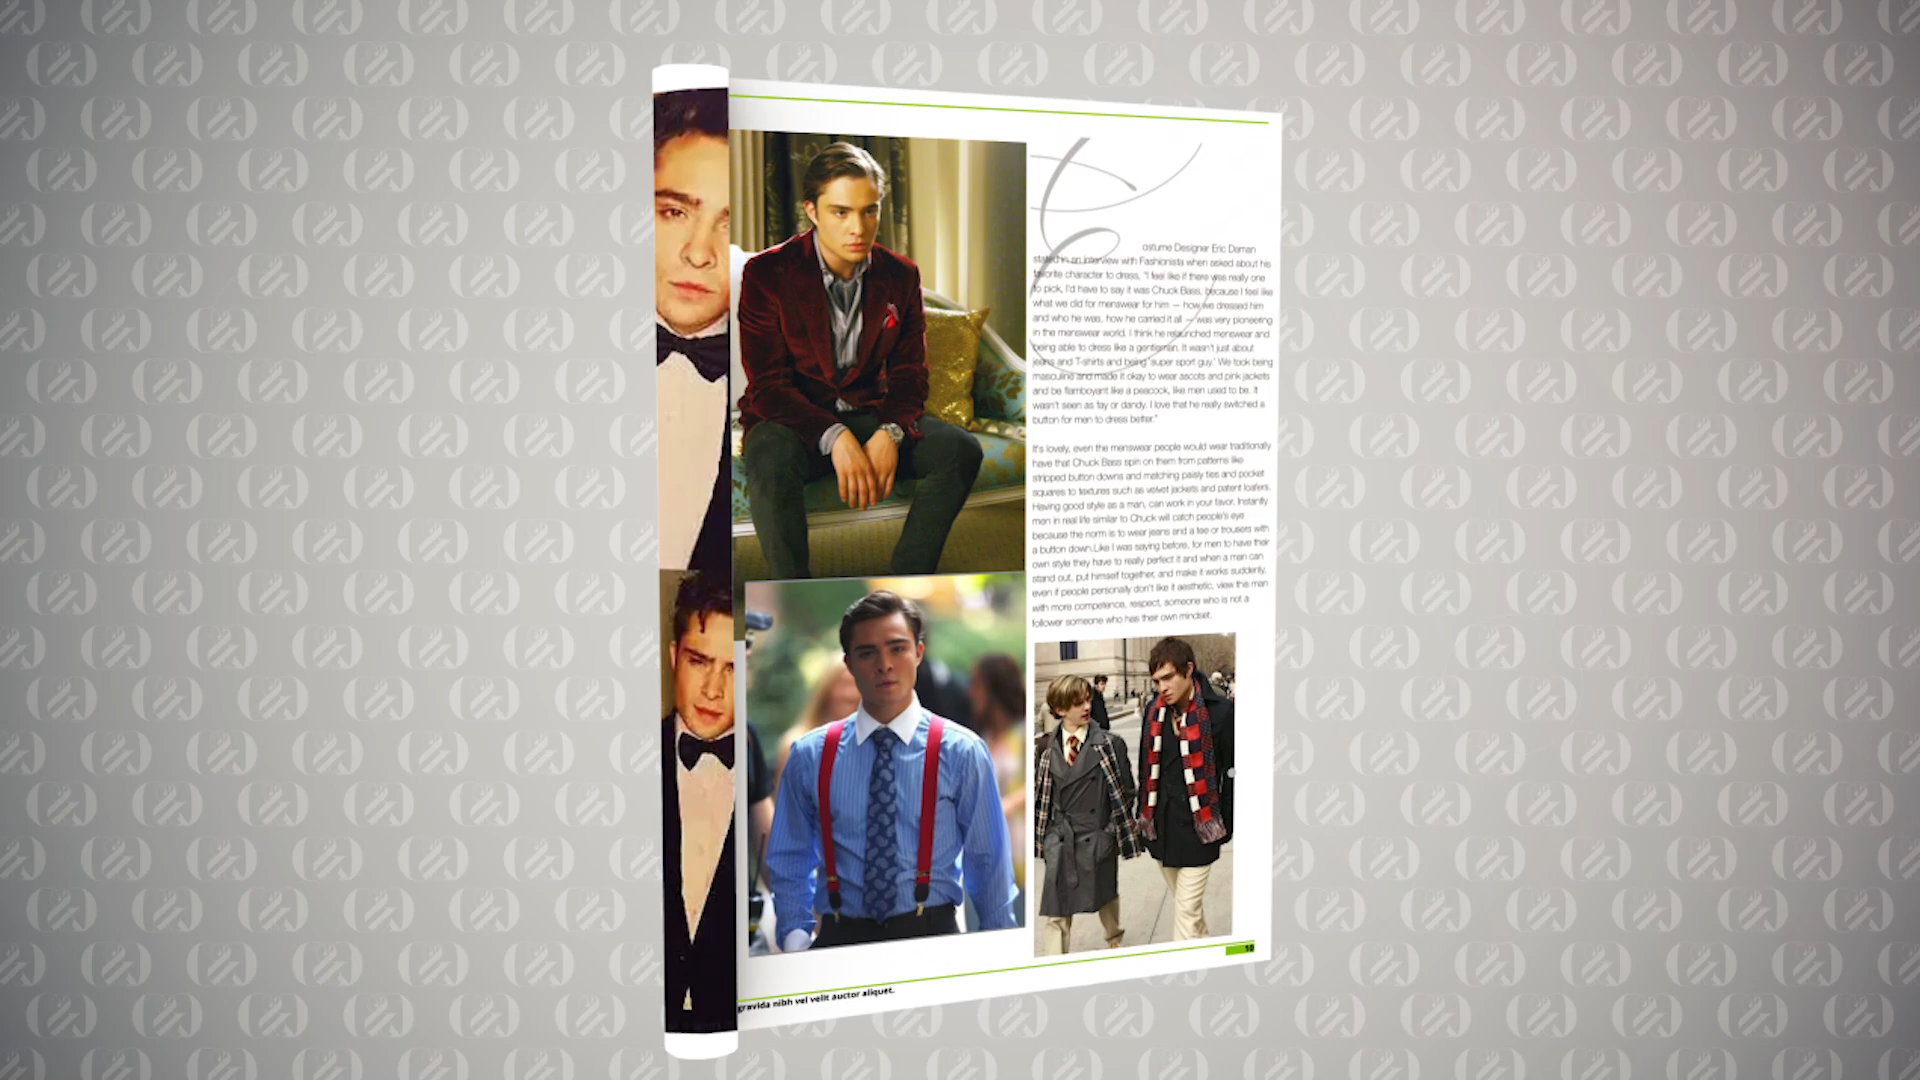 C
ostume Designer Eric Daman
stated in an interview with Fashionista when asked about his
favorite character to dress, "I feel like if there was really one
to pick, I'd have to say it was Chuck Bass, because I feel like
what we did for menswear for him — how we dressed him
and who he was, how he carried it all — was very pioneering
in the menswear world. I think he relaunched menswear and
being able to dress like a gentleman. It wasn't just about
jeans and T-shirts and being 'super sport guy.' We took being
masculine and made it okay to wear ascots and pink jackets
and be flamboyant like a peacock, like men used to be. It
wasn't seen as fay or dandy. I love that he really switched a
button for men to dress better."
It's lovely, even the menswear people would wear traditionally
have that Chuck Bass spin on them from patterns like
stripped button downs and matching paisly ties and pocket
squares to textures such as velvet jackets and patent loafers.
Having good style as a man, can work in your favor. Instantly
men in real life similar to Chuck will catch people's eye
because the norm is to wear jeans and a tee or trousers with
a button down.Like I was saying before, for men to have their
own style they have to really perfect it and when a man can
stand out, put himself together, and make it works suddenly,
even if people personally don't like it aesthetic, view this man
with more competence, respect, someone who is not a
follower someone who has their own mindset.
10
gravida nibh vel velit auctor aliquet.